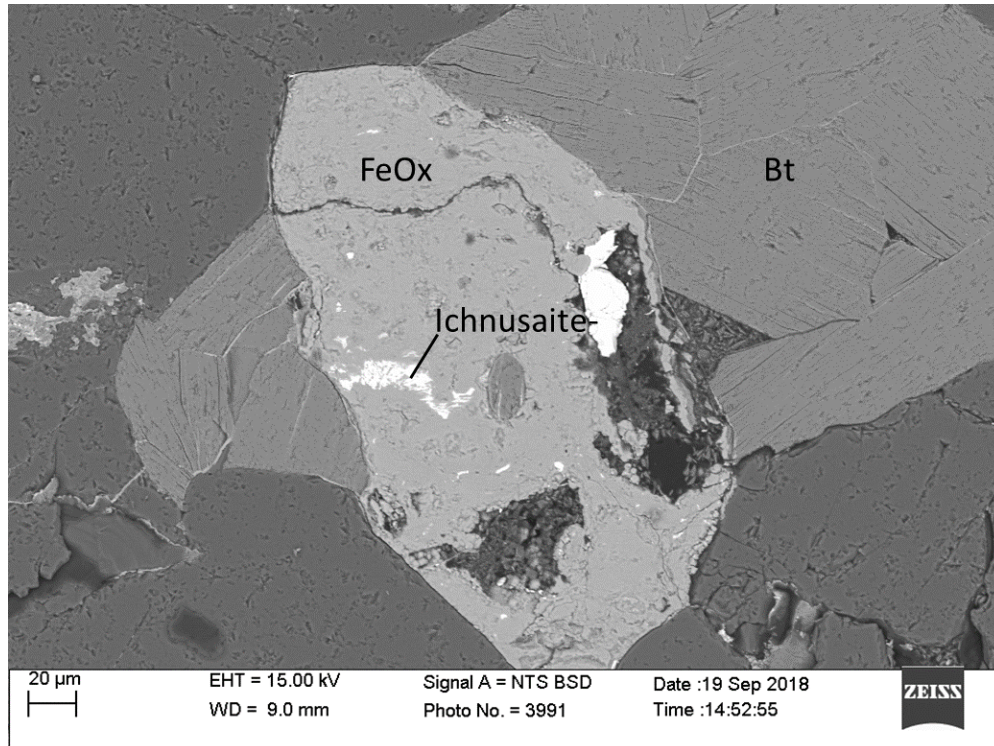 FeOx
Bt
Ichnusaite-
20 µm
EHT = 15.00 kV
Signal A = NTS BSD
Date :19 Sep 2018
WD = 9.0 mm
Photo No. = 3991
Time :14:52:55
ZEISS